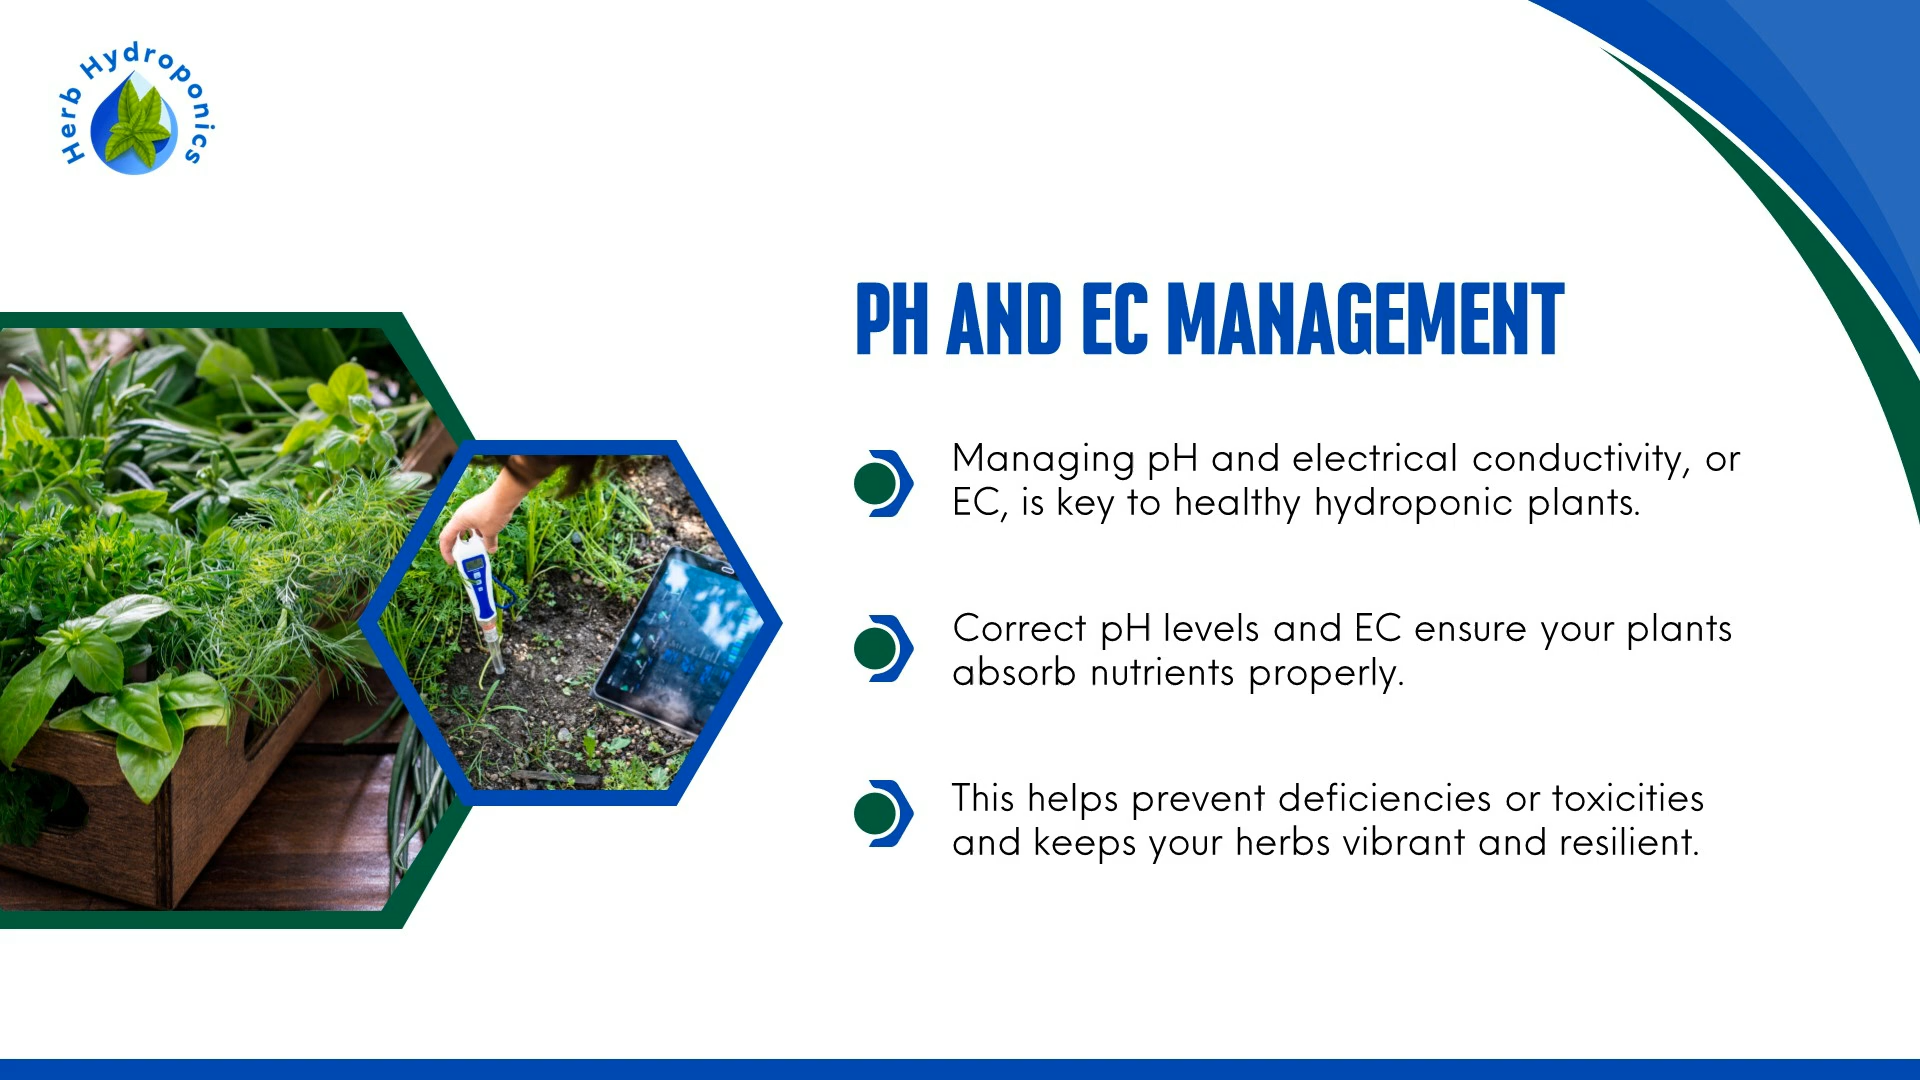 Herb Hydroponics
PH AND EC MANAGEMENT
Managing pH and electrical conductivity, or
EC, is key to healthy hydroponic plants.
Correct pH levels and EC ensure your plants
absorb nutrients properly.
This helps prevent deficiencies or toxicities
and keeps your herbs vibrant and resilient.